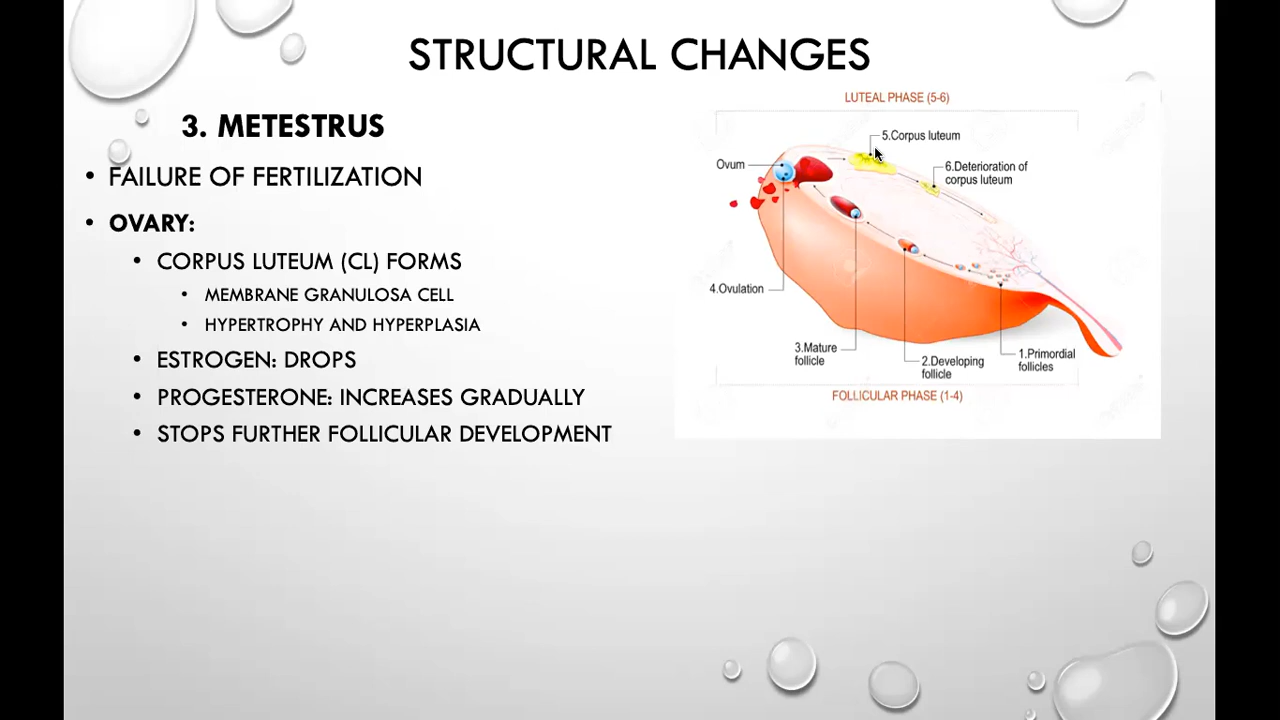 STRUCTURAL CHANGES
3. METESTRUS
• FAILURE OF FERTILIZATION
• OVARY:
• CORPUS LUTEUM (CL) FORMS
• MEMBRANE GRANULOSA CELL
• HYPERTROPHY AND HYPERPLASIA
• ESTROGEN: DROPS
• PROGESTERONE: INCREASES GRADUALLY
• STOPS FURTHER FOLLICULAR DEVELOPMENT
LUTEAL PHASE (5-6)
5.Corpus luteum
Ovum
6.Deterioration of
corpus luteum
4.Ovulation
3.Mature
follicle
2.Developing
follicle
1.Primordial
follicles
FOLLICULAR PHASE (1-4)